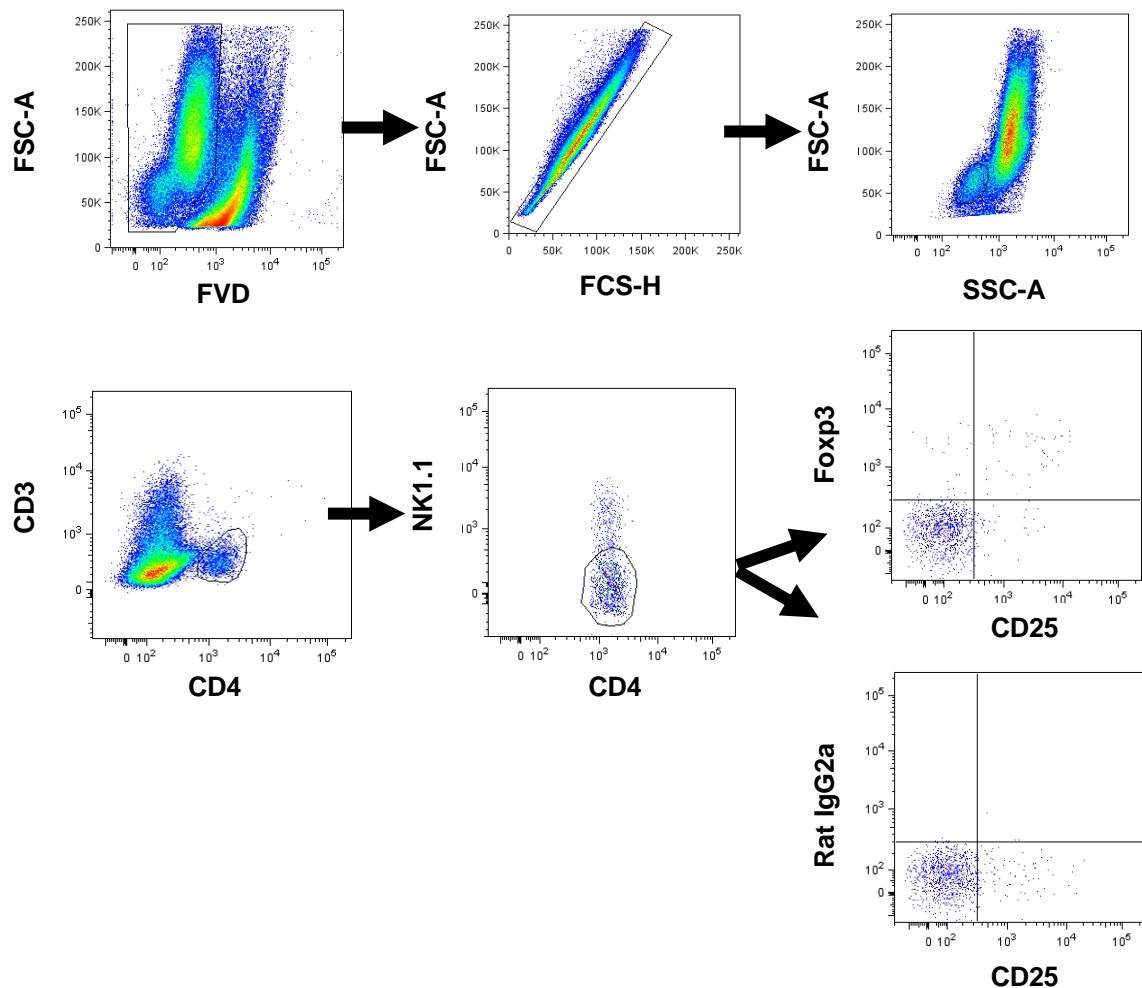 FSC-A
250K
200K
150K
100K
50K
0
0 10² 10³ 10⁴ 10⁵
FVD
FSC-A
250K
200K
150K
100K
50K
0
0 50K 100K 150K 200K 250K
FCS-H
FSC-A
250K
200K
150K
100K
50K
0
0 10² 10³ 10⁴ 10⁵
SSC-A
CD3
10⁵
10⁴
10³
0
0 10² 10³ 10⁴ 10⁵
CD4
NK1.1
10⁵
10⁴
10³
0
0 10² 10³ 10⁴ 10⁵
CD4
Foxp3
10⁵
10⁴
10³
10²
0
0 10² 10³ 10⁴ 10⁵
CD25
Rat IgG2a
10⁵
10⁴
10³
10²
0
0 10² 10³ 10⁴ 10⁵
CD25